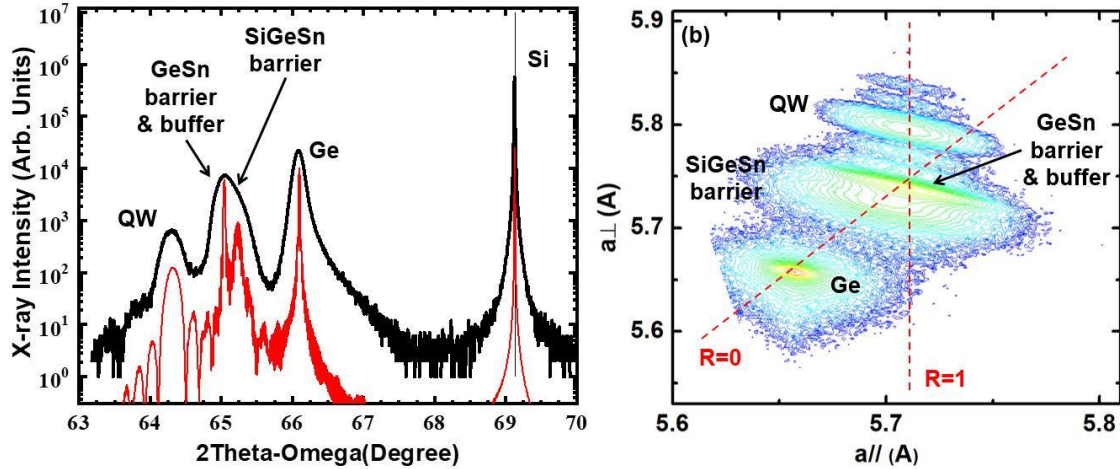 10^7
10^6
10^5
10^4
10^3
10^2
10^1
10^0
X-ray Intensity (Arb. Units)
SiGeSn
barrier
GeSn
barrier
& buffer
QW
Ge
Si
63 64 65 66 67 68 69 70
2Theta-Omega(Degree)
(b)
5.9
5.8
5.7
5.6
a⊥ (A)
QW
SiGeSn
barrier
GeSn
barrier
& buffer
Ge
R=0
R=1
5.6 5.7 5.8
a// (A)